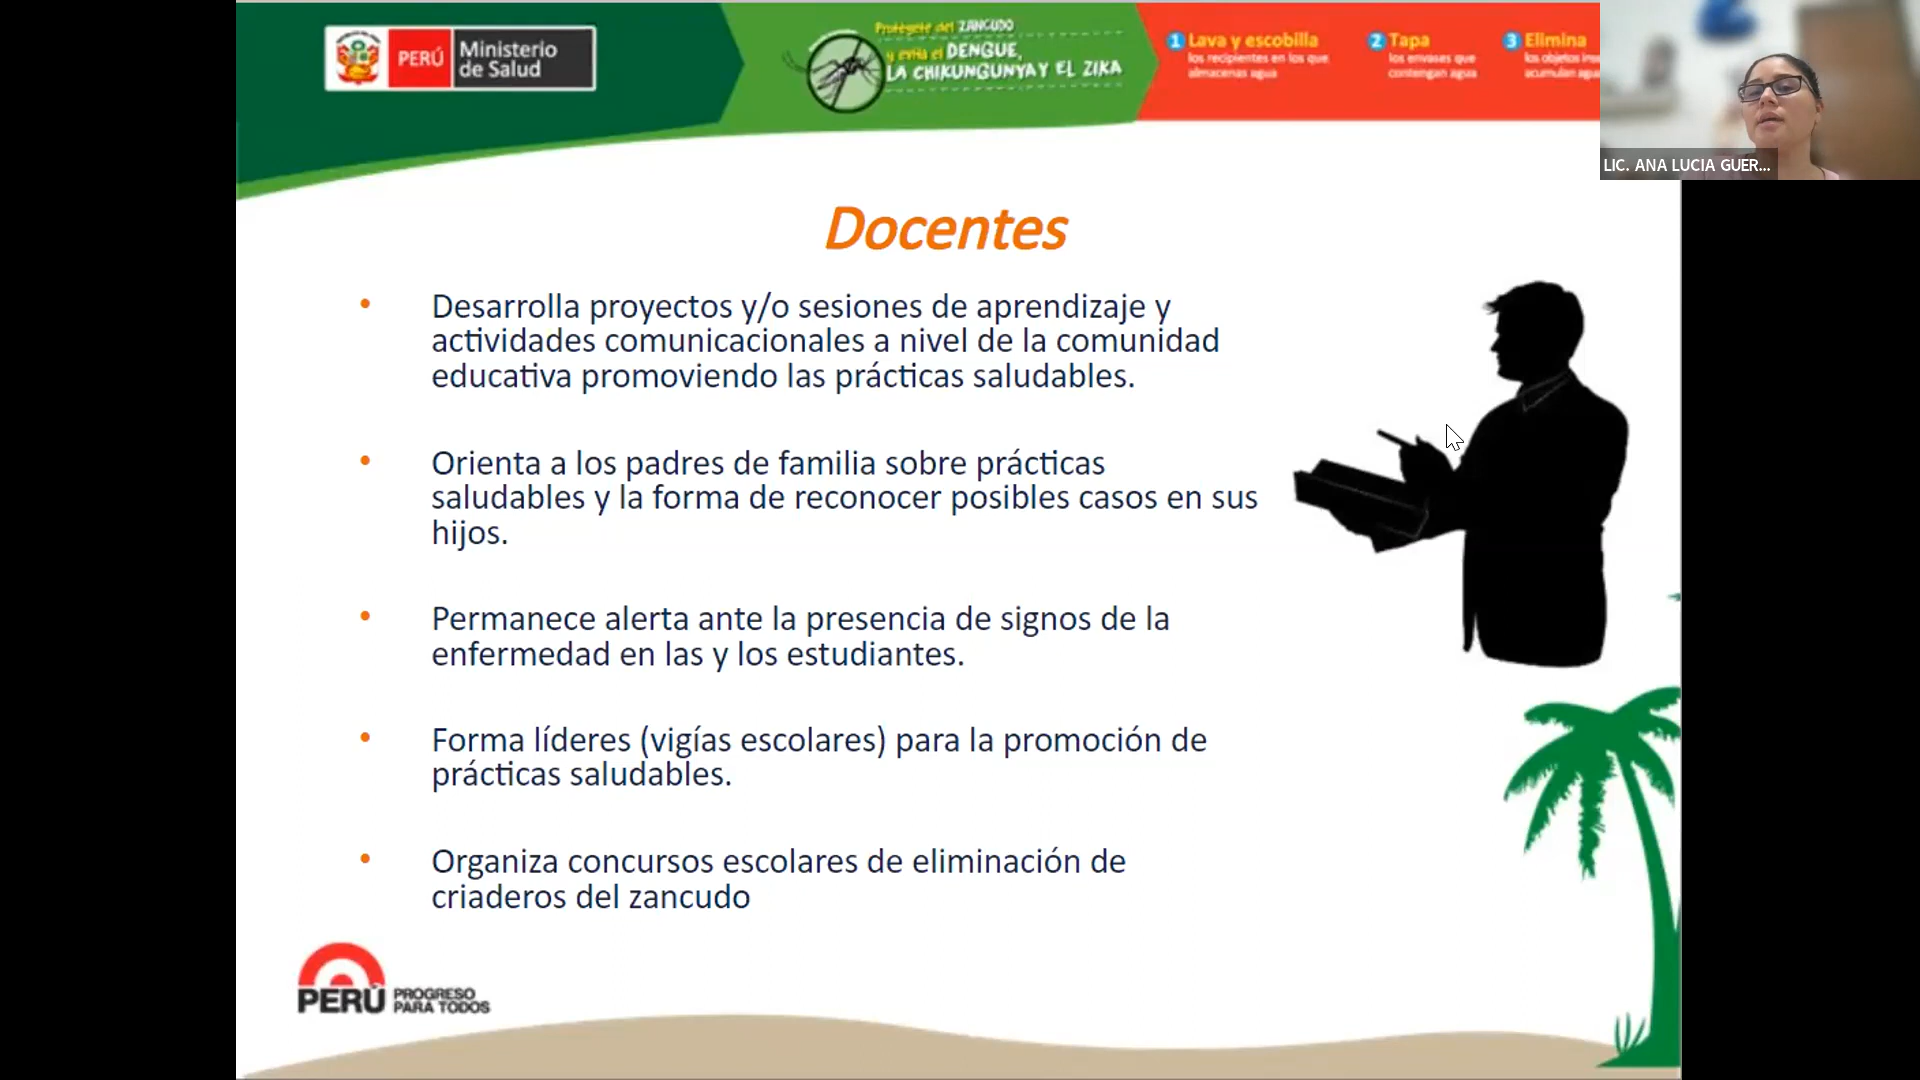 PERÚ
Ministerio
de Salud
Protégete del ZANCUDO
y evita el DENGUE,
LA CHIKUNGUNYA Y EL ZIKA
1 Lava y escobilla
los recipientes en los que
almacenas agua
2 Tapa
los envases que
contengan agua
3 Elimina
los objetos
acumulan
LIC. ANA LUCIA GUER...
Docentes
• Desarrolla proyectos y/o sesiones de aprendizaje y
actividades comunicacionales a nivel de la comunidad
educativa promoviendo las prácticas saludables.
• Orienta a los padres de familia sobre prácticas
saludables y la forma de reconocer posibles casos en sus
hijos.
• Permanece alerta ante la presencia de signos de la
enfermedad en las y los estudiantes.
• Forma líderes (vigías escolares) para la promoción de
prácticas saludables.
• Organiza concursos escolares de eliminación de
criaderos del zancudo
PERÚ
PROGRESO
PARA TODOS